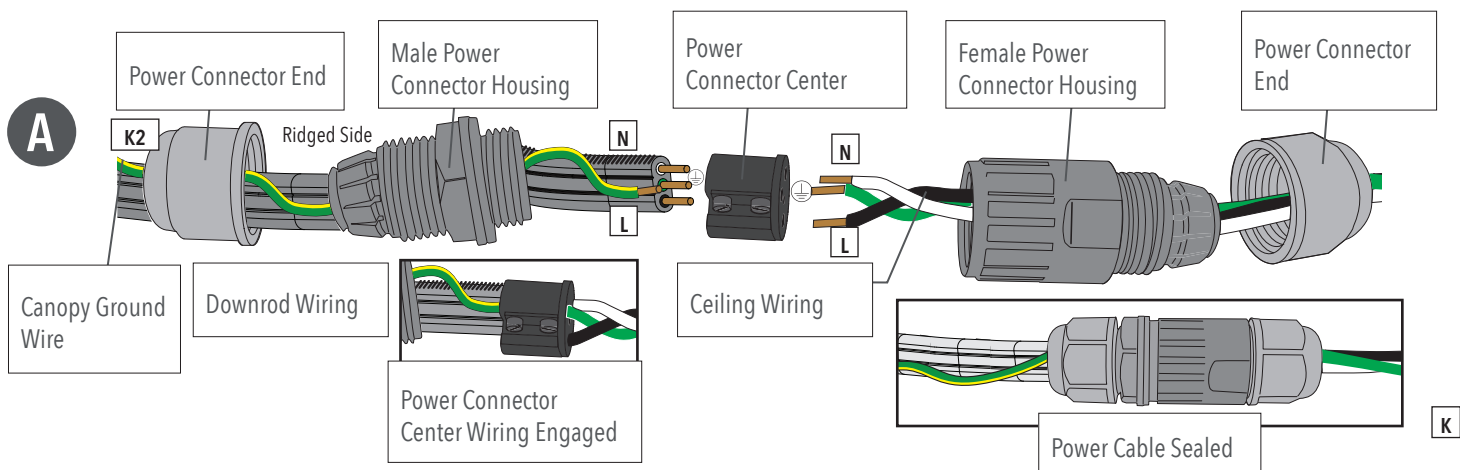 A
Power Connector End
K2
Ridged Side
Male Power
Connector Housing
N
L
Power
Connector Center
N
L
Female Power
Connector Housing
Power Connector
End
Canopy Ground
Wire
Downrod Wiring
Power Connector
Center Wiring Engaged
Ceiling Wiring
Power Cable Sealed
K